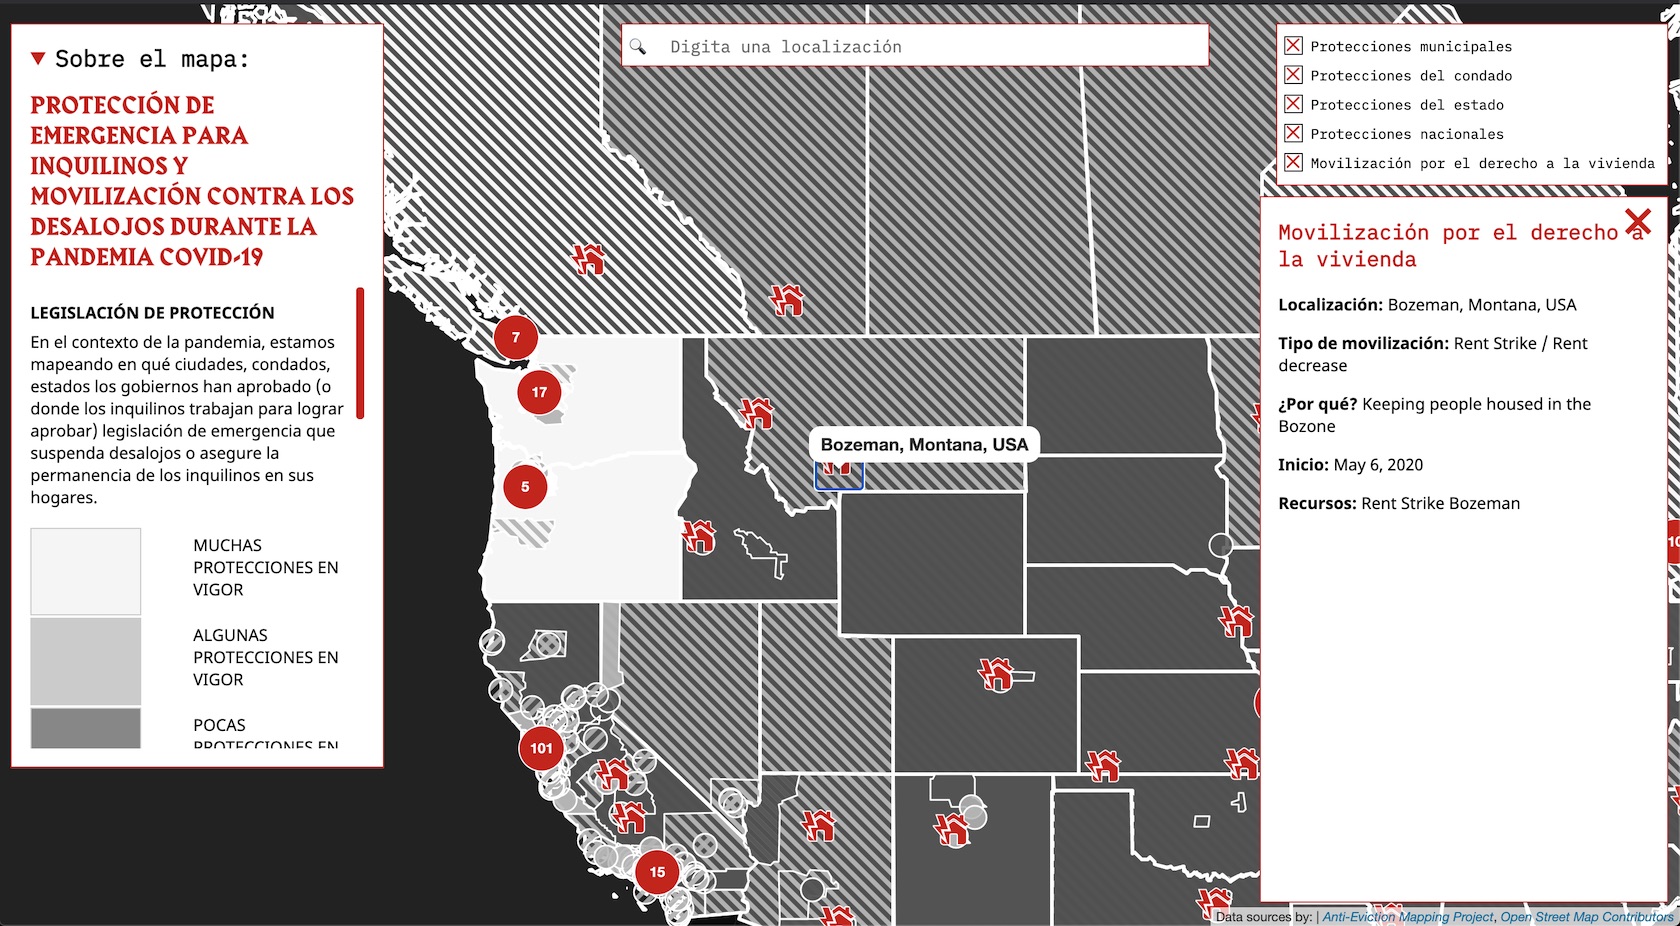 Sobre el mapa:
PROTECCIÓN DE
EMERGENCIA PARA
INQUILINOS Y
MOVILIZACIÓN CONTRA LOS
DESALOJOS DURANTE LA
PANDEMIA COVID-19
LEGISLACIÓN DE PROTECCIÓN
En el contexto de la pandemia, estamos
mapeando en qué ciudades, condados,
estados los gobiernos han aprobado (o
donde los inquilinos trabajan para lograr
aprobar) legislación de emergencia que
suspenda desalojos o asegure la
permanencia de los inquilinos en sus
hogares.
MUCHAS
PROTECCIONES EN
VIGOR
ALGUNAS
PROTECCIONES EN
VIGOR
POCAS
PROTECCIONES EN
Digita una localización
7
17
5
101
15
Bozeman, Montana, USA
Protecciones municipales
Protecciones del condado
Protecciones del estado
Protecciones nacionales
Movilización por el derecho a la vivienda
Movilización por el derecho a
la vivienda
Localización: Bozeman, Montana, USA
Tipo de movilización: Rent Strike / Rent
decrease
¿Por qué? Keeping people housed in the
Bozone
Inicio: May 6, 2020
Recursos: Rent Strike Bozeman
Data sources by: | Anti-Eviction Mapping Project, Open Street Map Contributors